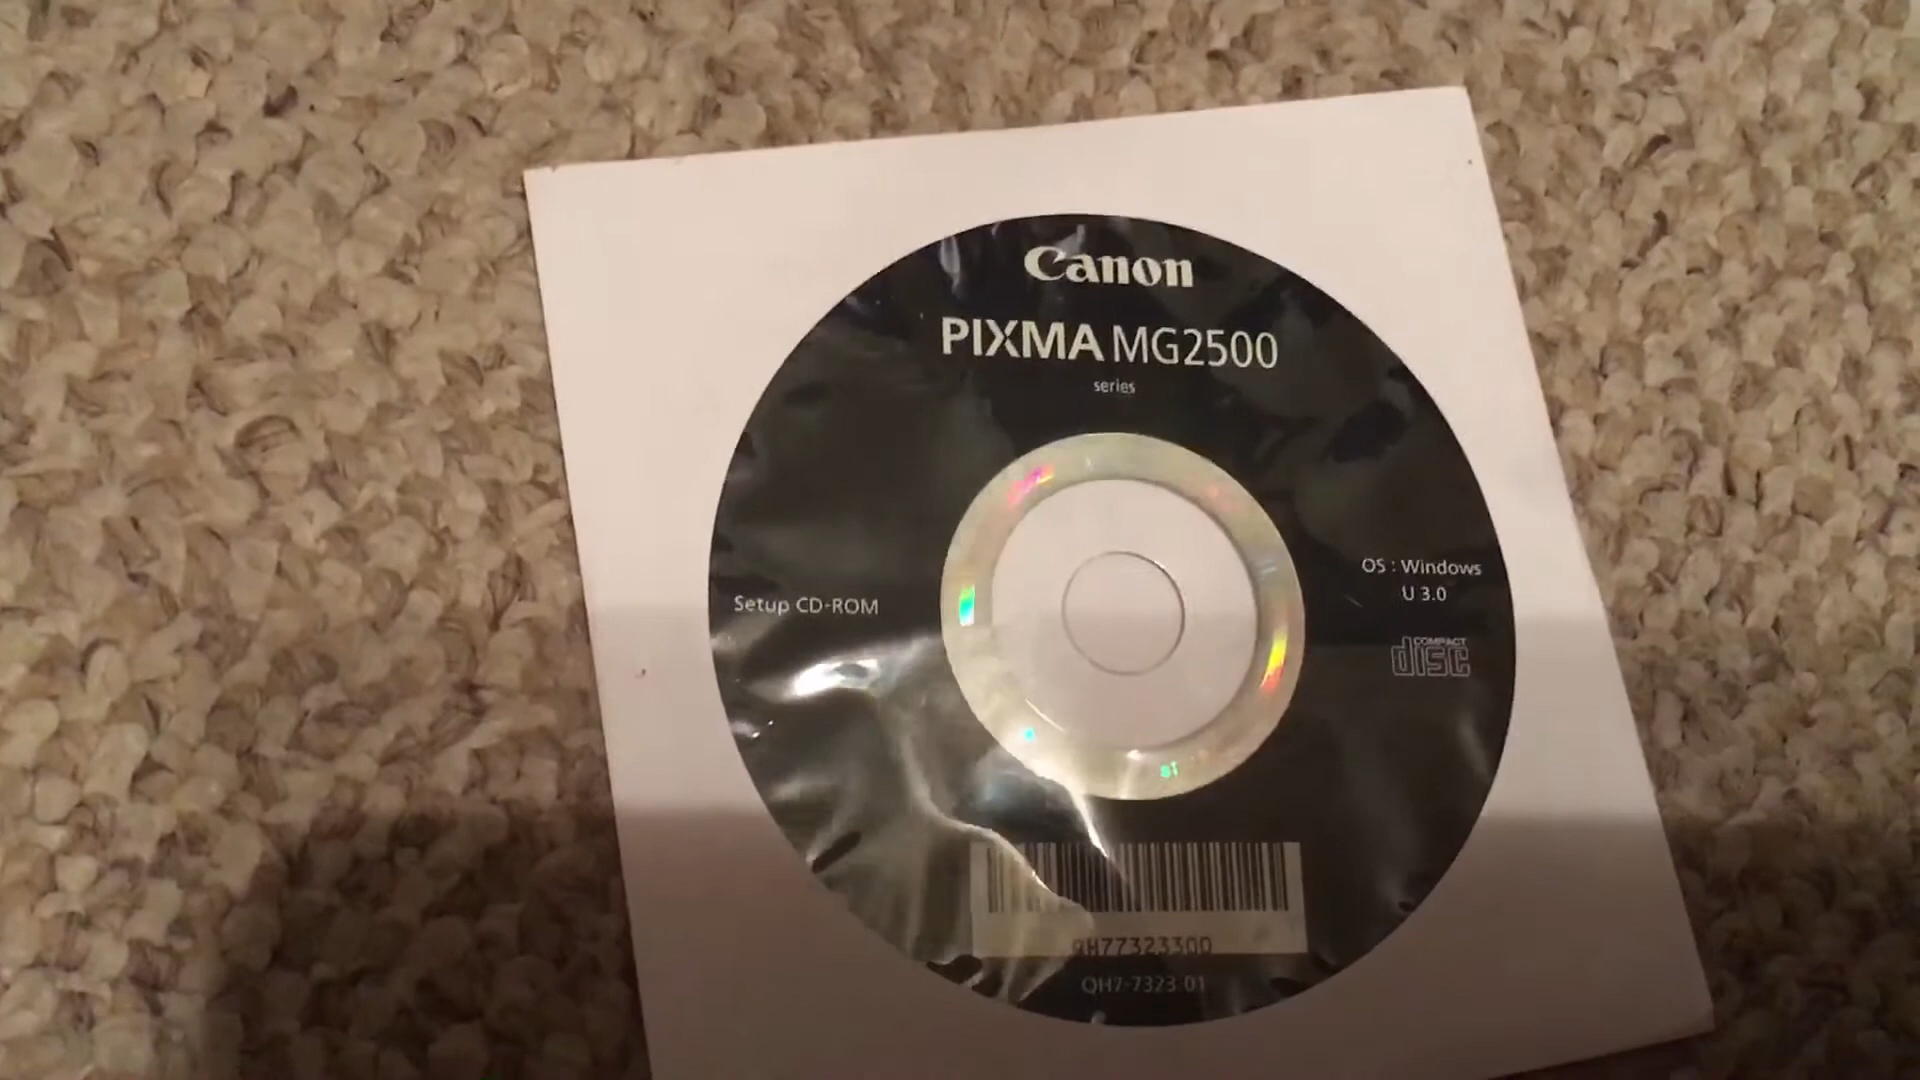 Canon
PIXMA MG2500
series
Setup CD-ROM
OS : Windows
U 3.0
COMPACT
disc
QH77323300
QH7-7323 01